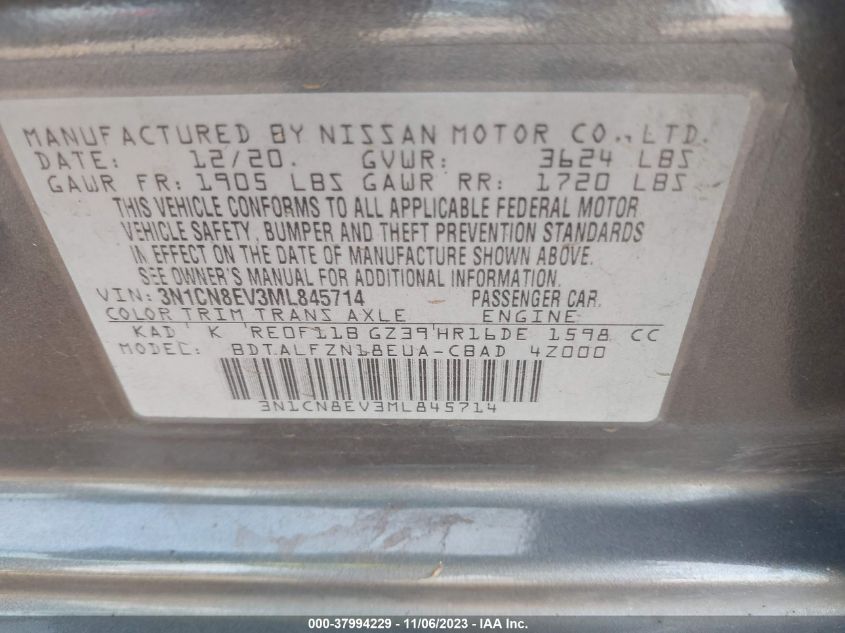 MANUFACTURED BY NISSAN MOTOR CO., LTD.
DATE: 12/20. GVWR: 3624 LBS
GAWR FR: 1905 LBS GAWR RR: 1720 LBS
THIS VEHICLE CONFORMS TO ALL APPLICABLE FEDERAL MOTOR
VEHICLE SAFETY, BUMPER AND THEFT PREVENTION STANDARDS
IN EFFECT ON THE DATE OF MANUFACTURE SHOWN ABOVE.
SEE OWNER'S MANUAL FOR ADDITIONAL INFORMATION.
VIN: 3N1CN8EV3ML845714 PASSENGER CAR.
COLOR TRIM TRANS AXLE ENGINE
KAD K RE0F11B GZ39 HR16DE 1598 CC
MODEL: BDTALFZN18EUA-CBAD 4Z000
3N1CN8EV3ML845714
000-37994229 - 11/06/2023 - IAA Inc.